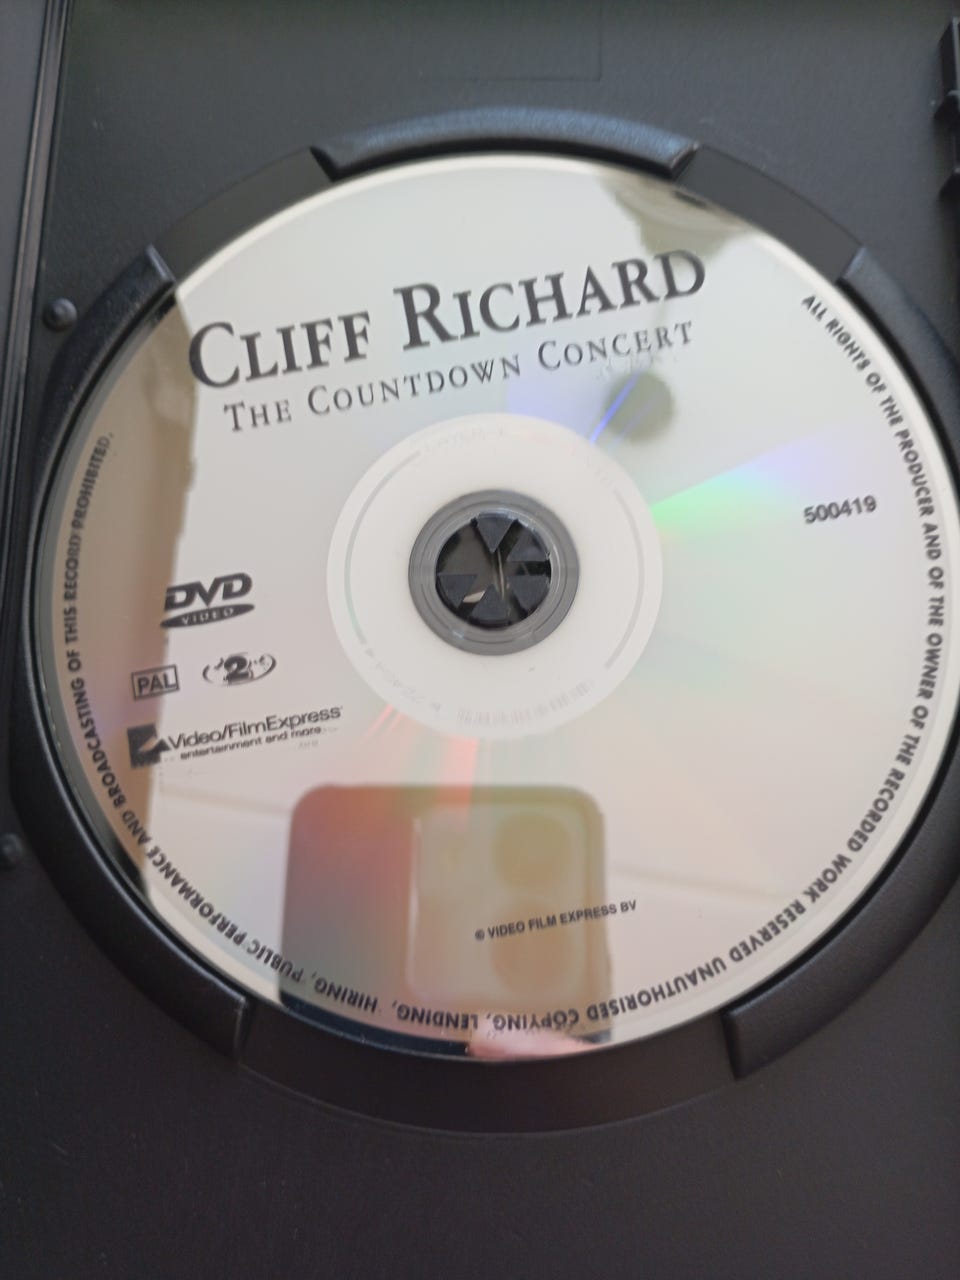 CLIFF RICHARD
THE COUNTDOWN CONCERT
500419
DVD
VIDEO
PAL
2
Video/FilmExpress
entertainment and more
© VIDEO FILM EXPRESS BV
ALL RIGHTS OF THE PRODUCER AND OF THE OWNER OF THE RECORDED WORK RESERVED UNAUTHORISED COPYING, LENDING, HIRING, PUBLIC PERFORMANCE AND BROADCASTING OF THIS RECORD PROHIBITED.